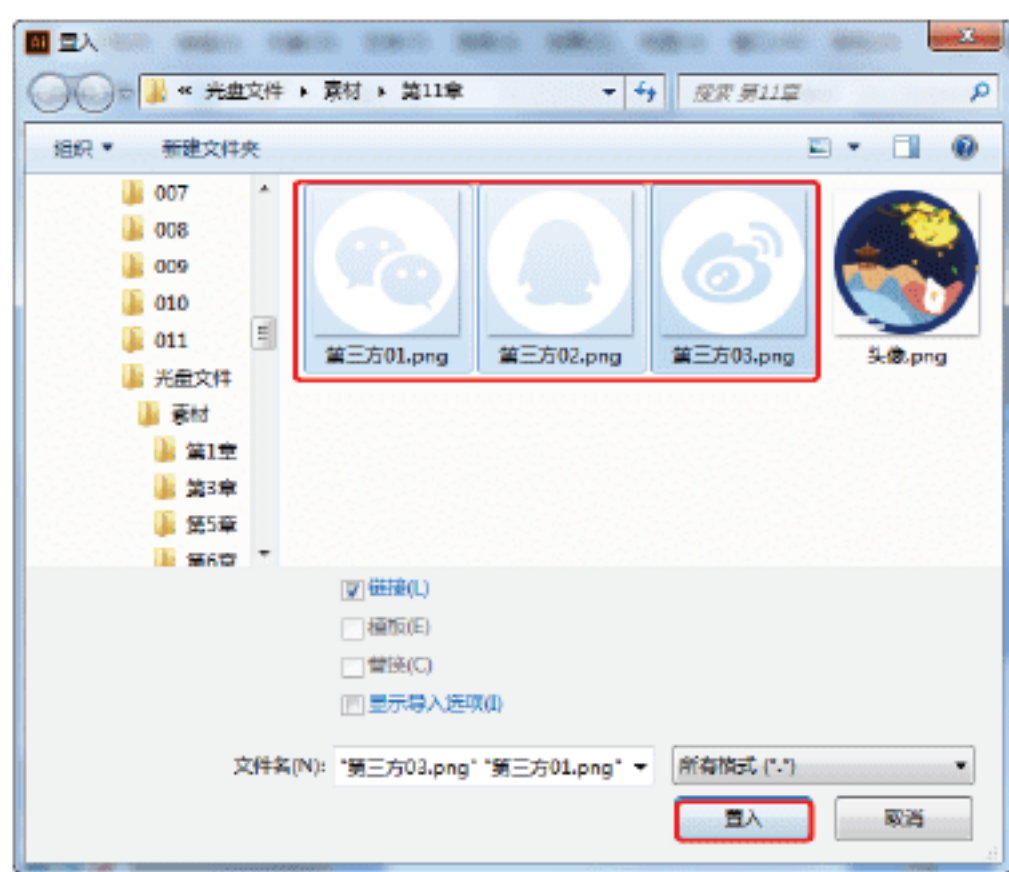 Ai 置入
« 光盘文件 ▸ 素材 ▸ 第11章
搜索 第11章
组织 ▼ 新建文件夹
007
008
009
010
011
光盘文件
素材
第1章
第3章
第5章
第6章
第三方01.png
第三方02.png
第三方03.png
头像.png
链接(L)
模板(E)
替换(C)
显示导入选项(I)
文件名(N): "第三方03.png" "第三方01.png"
所有格式 (*.*)
置入
取消